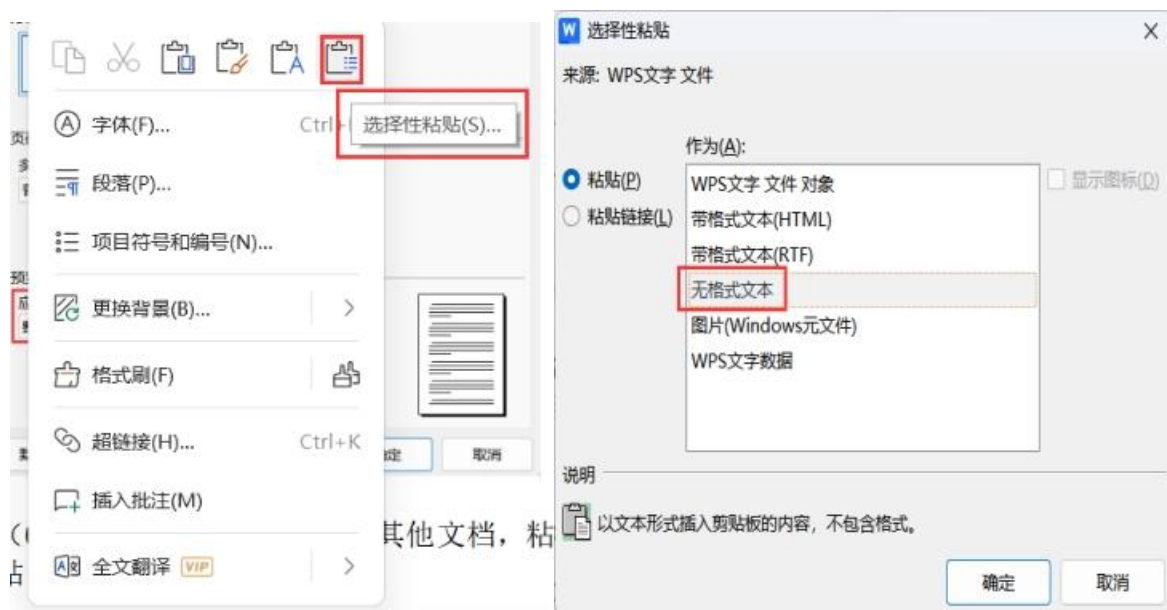 选择性粘贴(S)...
字体(F)...
段落(P)...
项目符号和编号(N)...
更换背景(B)...
格式刷(F)
超链接(H)... Ctrl+K
取消
插入批注(M)
其他文档，粘
全文翻译 VIP
选择性粘贴
来源: WPS文字 文件
作为(A):
粘贴(P)
粘贴链接(L)
WPS文字 文件 对象
带格式文本(HTML)
带格式文本(RTF)
无格式文本
图片(Windows元文件)
WPS文字数据
显示图标(D)
说明
以文本形式插入剪贴板的内容，不包含格式。
确定
取消